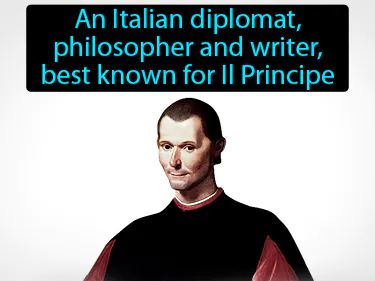 An Italian diplomat,
philosopher and writer,
best known for Il Principe